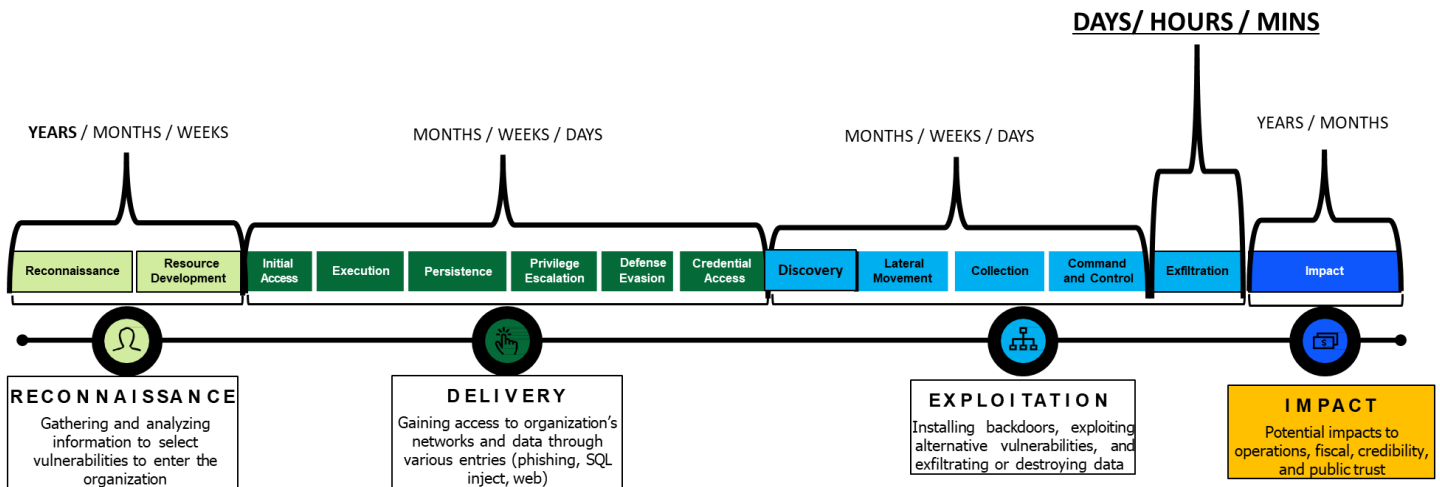 DAYS/ HOURS / MINS
YEARS / MONTHS / WEEKS
MONTHS / WEEKS / DAYS
MONTHS / WEEKS / DAYS
YEARS / MONTHS
Reconnaissance
Resource
Development
Initial
Access
Execution
Persistence
Privilege
Escalation
Defense
Evasion
Credential
Access
Discovery
Lateral
Movement
Collection
Command
and Control
Exfiltration
Impact
$
RECONNAISSANCE
Gathering and analyzing
information to select
vulnerabilities to enter the
organization
DELIVERY
Gaining access to organization's
networks and data through
various entries (phishing, SQL
inject, web)
EXPLOITATION
Installing backdoors, exploiting
alternative vulnerabilities, and
exfiltrating or destroying data
IMPACT
Potential impacts to
operations, fiscal, credibility,
and public trust